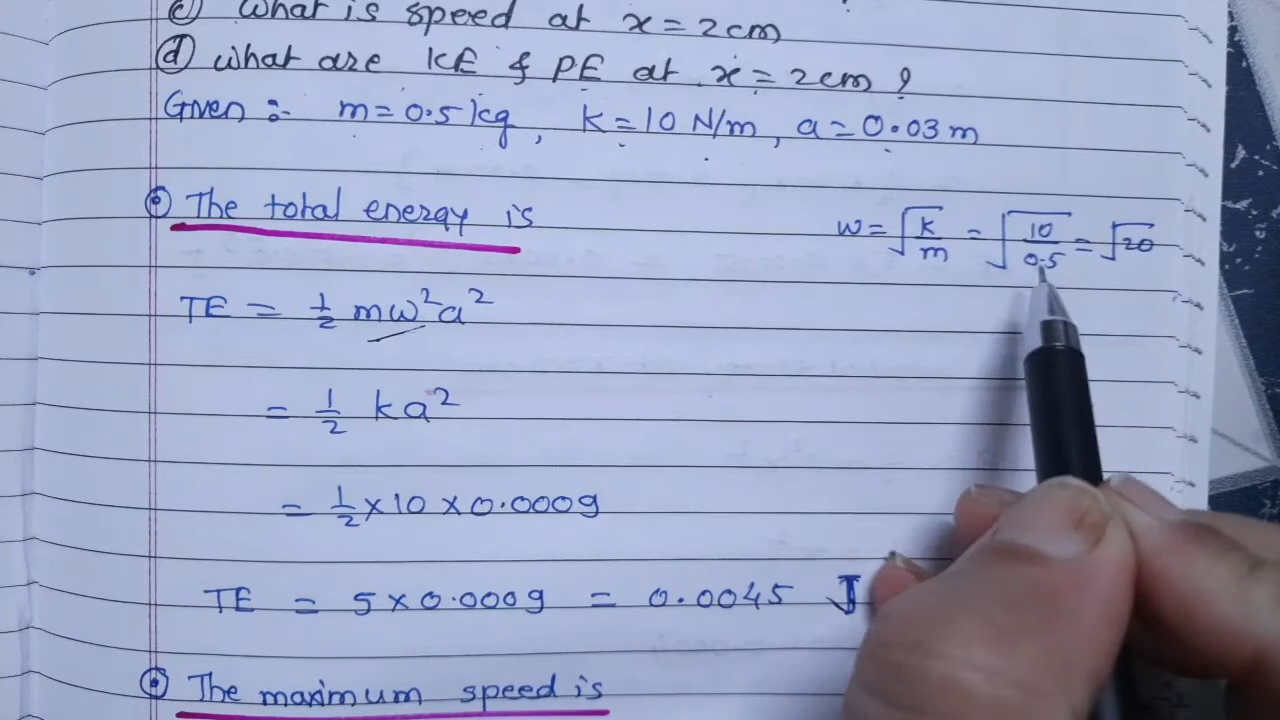 c) What is speed at x = 2cm
d) What are KE & PE at x = 2cm ?
Given :- m = 0.5 kg, k = 10 N/m, a = 0.03 m
The total energy is
w = √(k/m) = √(10/0.5) = √20
TE = 1/2 mω²a²
= 1/2 ka²
= 1/2 × 10 × 0.0009
TE = 5 × 0.0009 = 0.0045 J
The maximum speed is